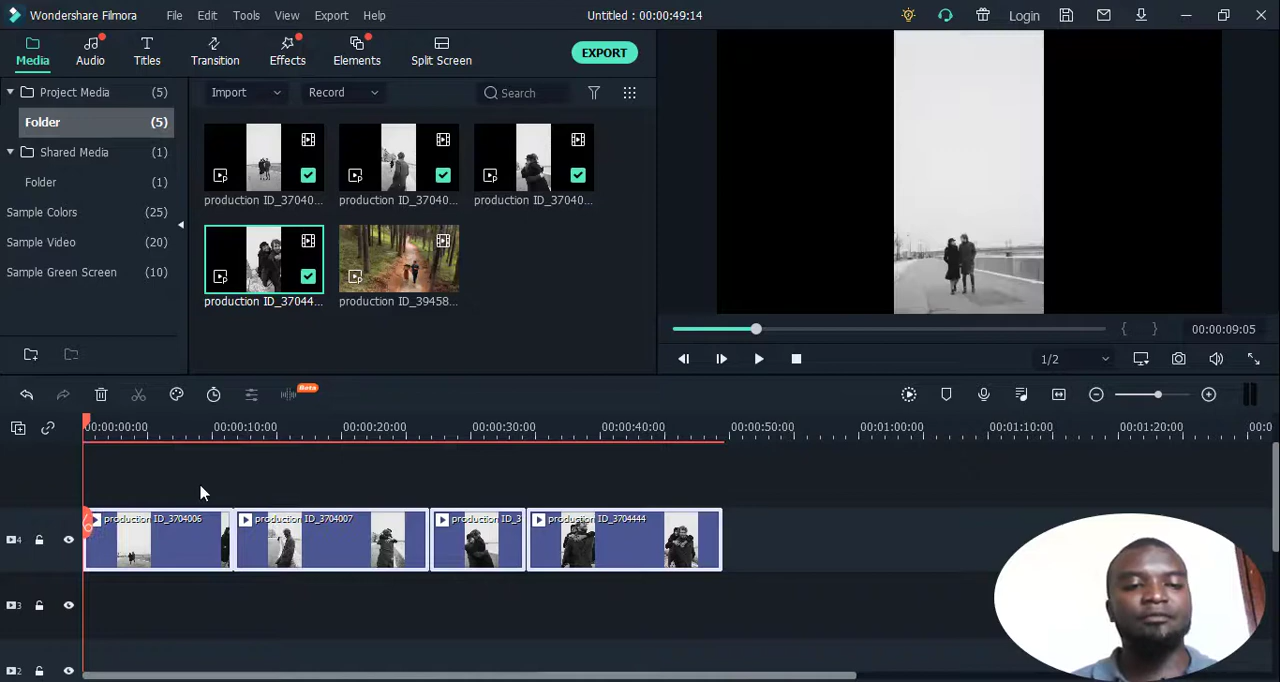 Wondershare Filmora File Edit Tools View Export Help Untitled : 00:00:49:14 Login
Media Audio Titles Transition Effects Elements Split Screen EXPORT
Project Media (5)
Folder (5)
Shared Media (1)
Folder (1)
Sample Colors (25)
Sample Video (20)
Sample Green Screen (10)
Import Record Search
production ID_37040... production ID_37040... production ID_37040...
production ID_37044... production ID_39458...
00:00:09:05
1/2
Beta
00:00:00:00 00:00:10:00 00:00:20:00 00:00:30:00 00:00:40:00 00:00:50:00 00:01:00:00 00:01:10:00 00:01:20:00 00:0
4 production ID_3704006 production ID_3704007 production ID_3 production ID_3704444
3
2